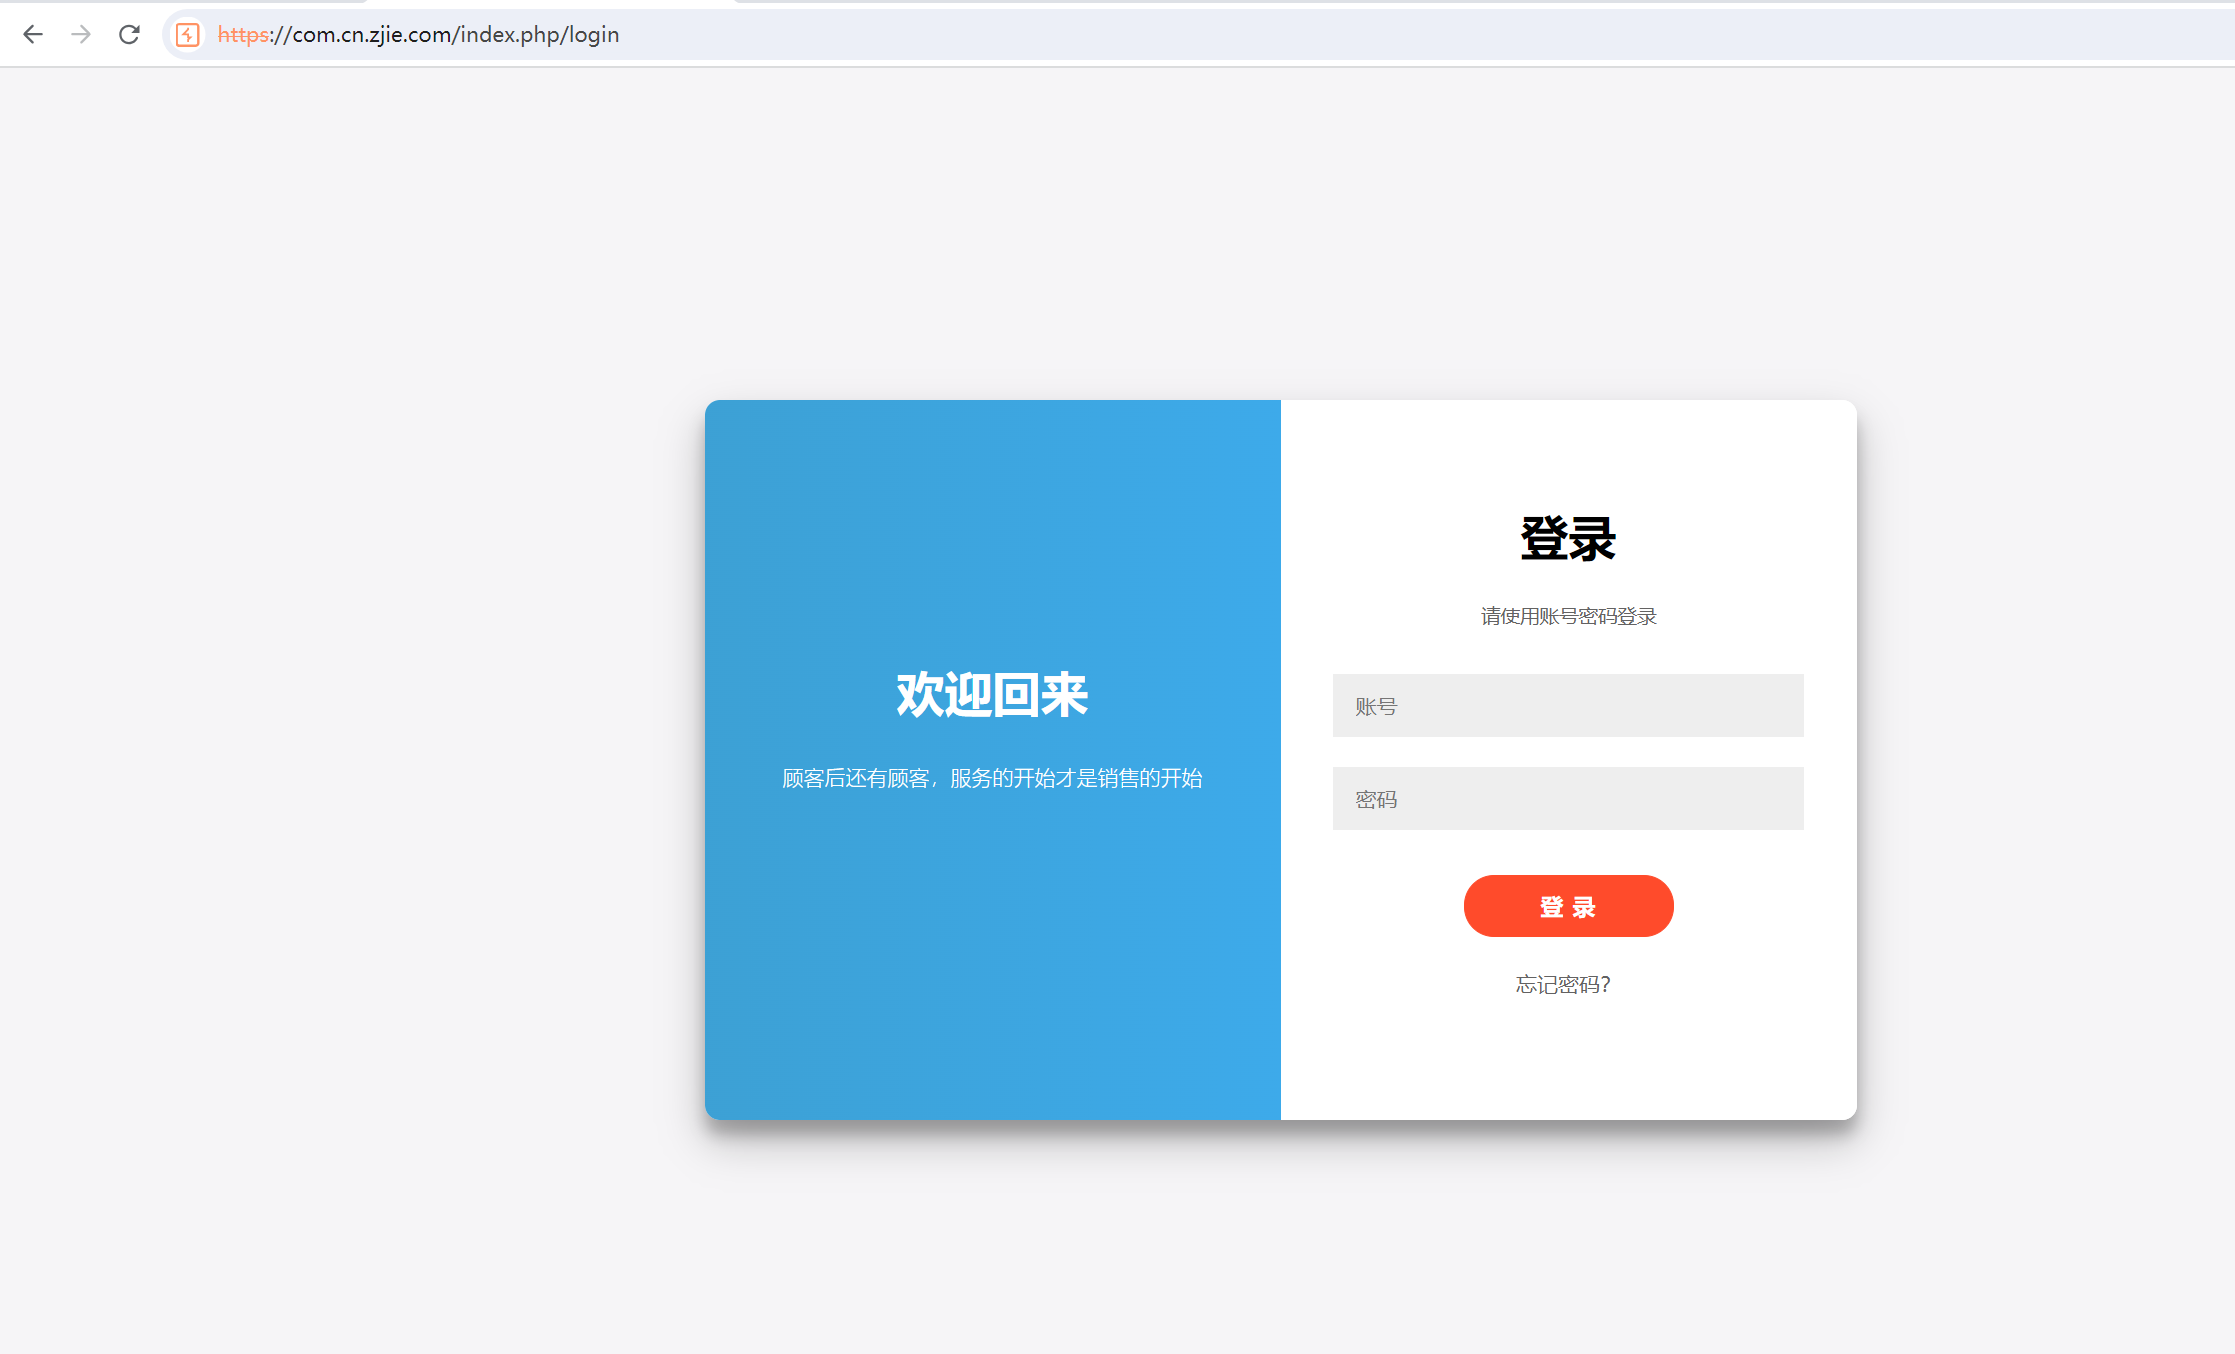 https://com.cn.zjie.com/index.php/login
欢迎回来
顾客后还有顾客，服务的开始才是销售的开始
登录
请使用账号密码登录
账号
密码
登 录
忘记密码？